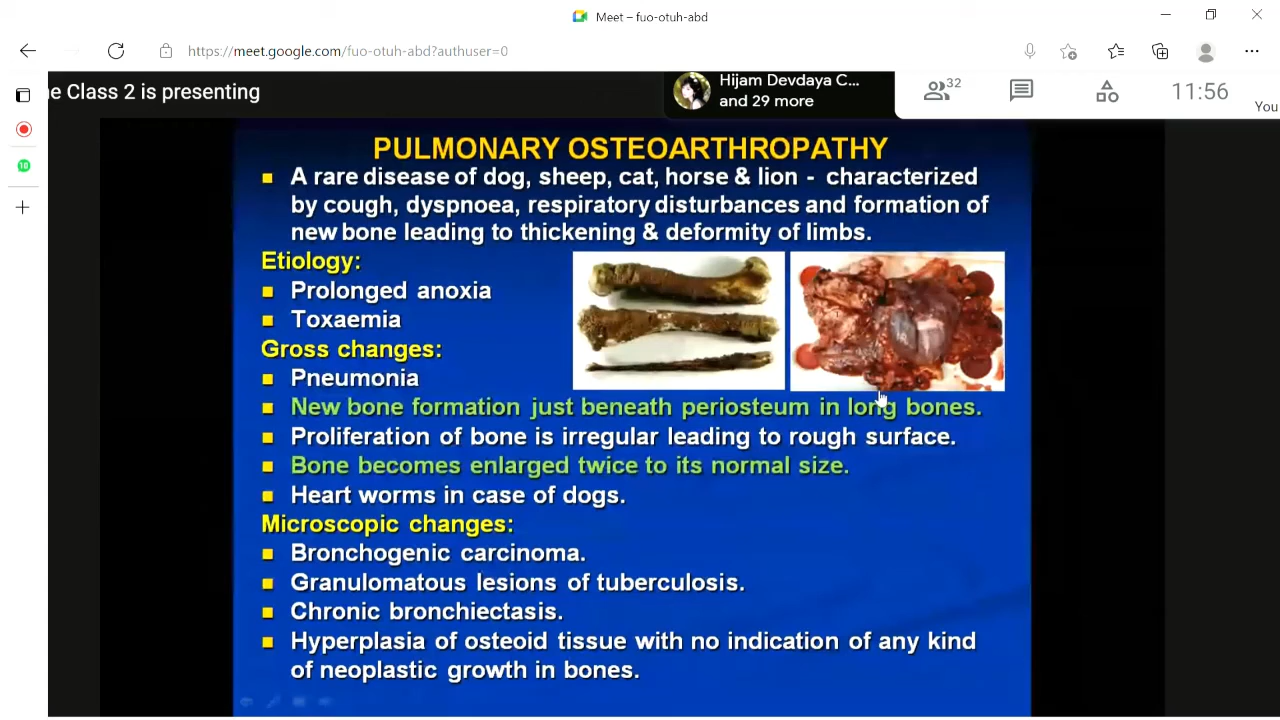 Meet – fuo-otuh-abd
https://meet.google.com/fuo-otuh-abd?authuser=0
e Class 2 is presenting
Hijam Devdaya C...
and 29 more
32
11:56
You
10
PULMONARY OSTEOARTHROPATHY
A rare disease of dog, sheep, cat, horse & lion - characterized
by cough, dyspnoea, respiratory disturbances and formation of
new bone leading to thickening & deformity of limbs.
Etiology:
Prolonged anoxia
Toxaemia
Gross changes:
Pneumonia
New bone formation just beneath periosteum in long bones.
Proliferation of bone is irregular leading to rough surface.
Bone becomes enlarged twice to its normal size.
Heart worms in case of dogs.
Microscopic changes:
Bronchogenic carcinoma.
Granulomatous lesions of tuberculosis.
Chronic bronchiectasis.
Hyperplasia of osteoid tissue with no indication of any kind
of neoplastic growth in bones.